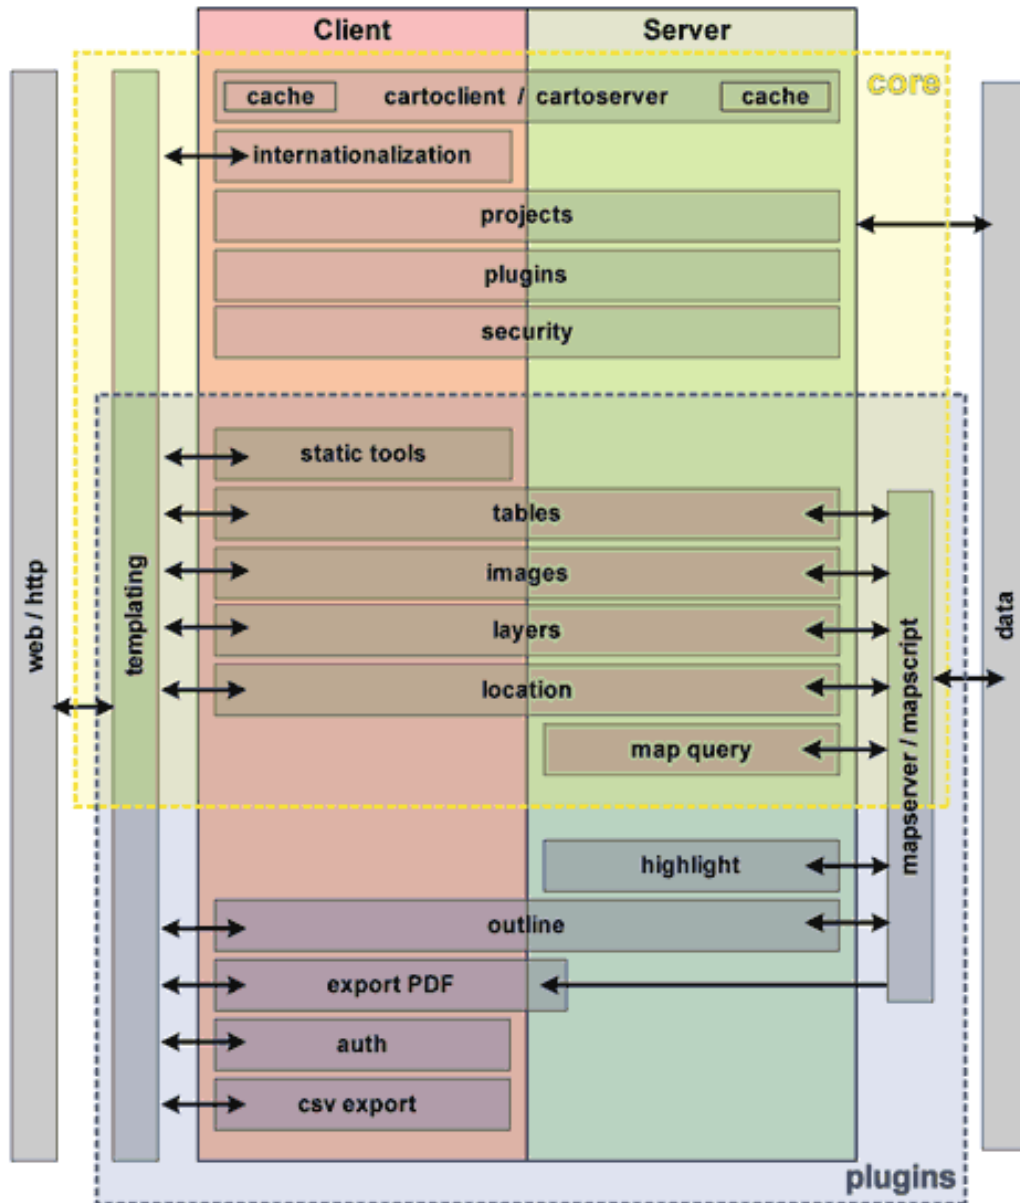 Client
Server
core
cache
cartoclient / cartoserver
cache
internationalization
projects
plugins
security
static tools
tables
images
layers
location
map query
highlight
outline
export PDF
auth
csv export
web / http
templating
mapserver / mapscript
data
plugins